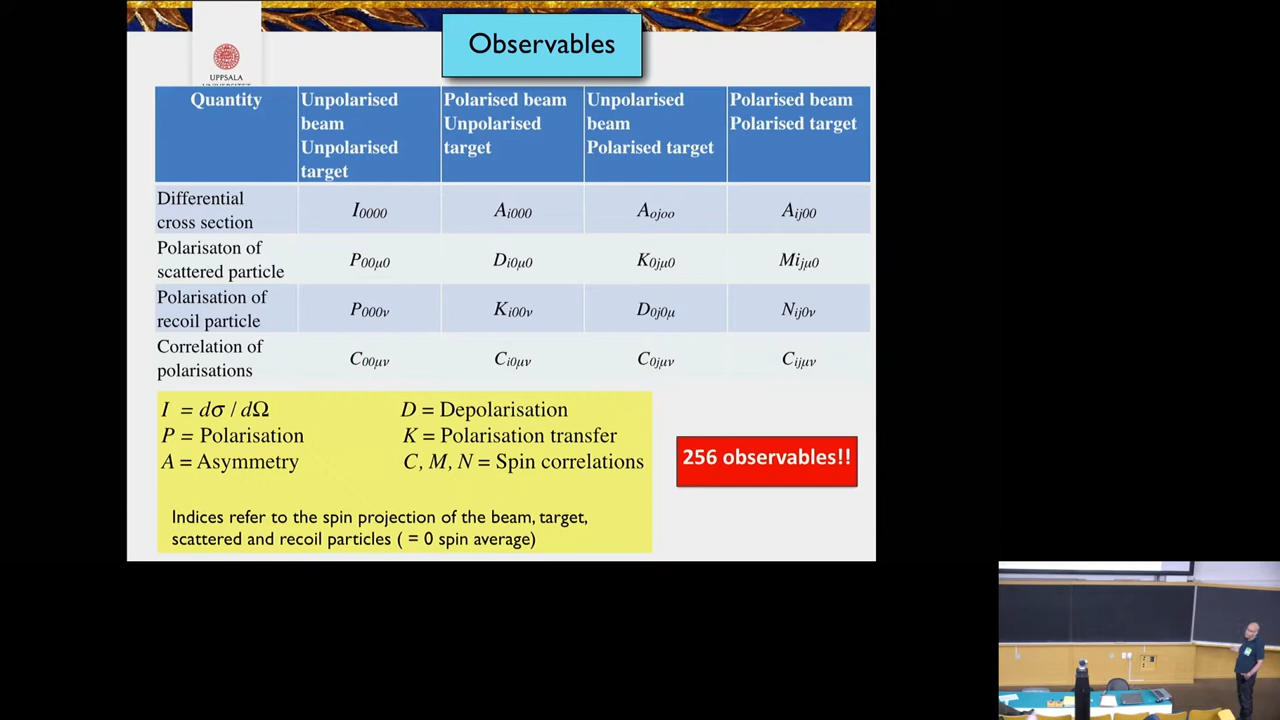 Observables
UPPSALA
Quantity
Unpolarised
beam
Unpolarised
target
Polarised beam
Unpolarised
target
Unpolarised
beam
Polarised target
Polarised beam
Polarised target
Differential
cross section
I0000
Ai000
Aojoo
Aij00
Polarisaton of
scattered particle
P00μ0
Di0μ0
K0jμ0
Mijμ0
Polarisation of
recoil particle
P000ν
Ki00ν
D0j0μ
Nij0ν
Correlation of
polarisations
C00μν
Ci0μν
C0jμν
Cijμν
I = dσ / dΩ
D = Depolarisation
P = Polarisation
K = Polarisation transfer
A = Asymmetry
C, M, N = Spin correlations
256 observables!!
Indices refer to the spin projection of the beam, target,
scattered and recoil particles ( = 0 spin average)